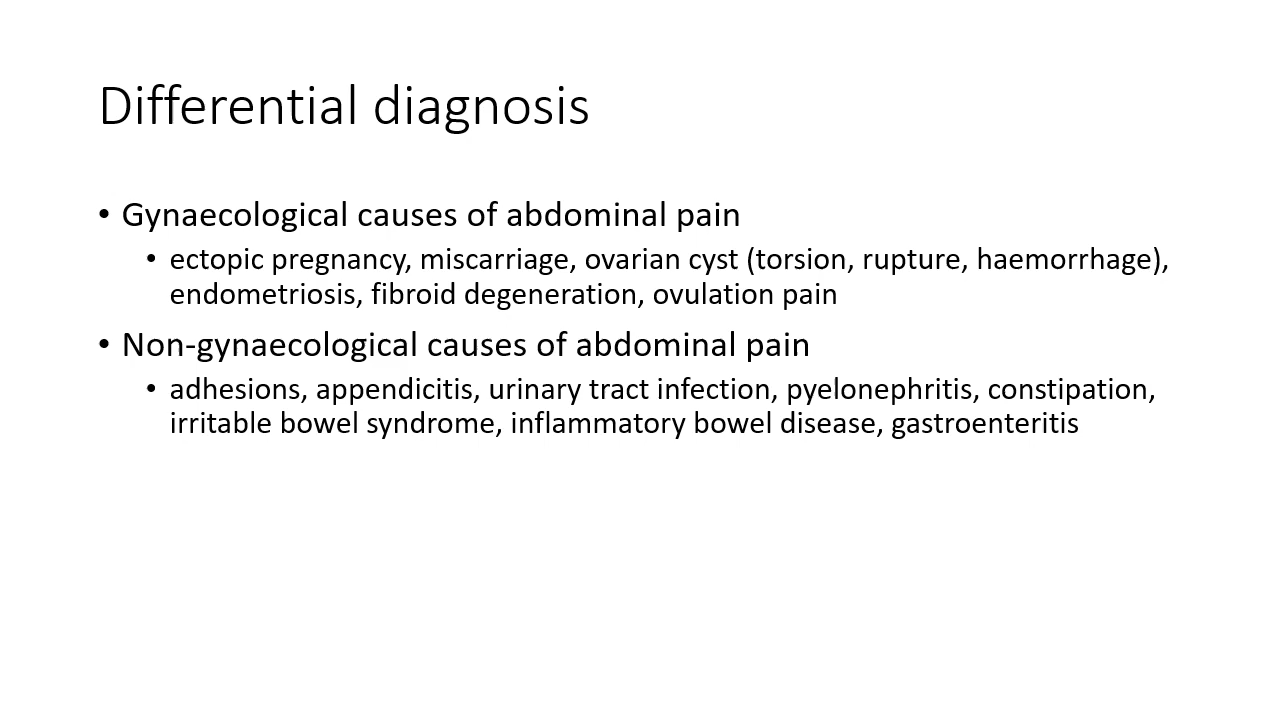 Differential diagnosis
• Gynaecological causes of abdominal pain
• ectopic pregnancy, miscarriage, ovarian cyst (torsion, rupture, haemorrhage),
endometriosis, fibroid degeneration, ovulation pain
• Non-gynaecological causes of abdominal pain
• adhesions, appendicitis, urinary tract infection, pyelonephritis, constipation,
irritable bowel syndrome, inflammatory bowel disease, gastroenteritis